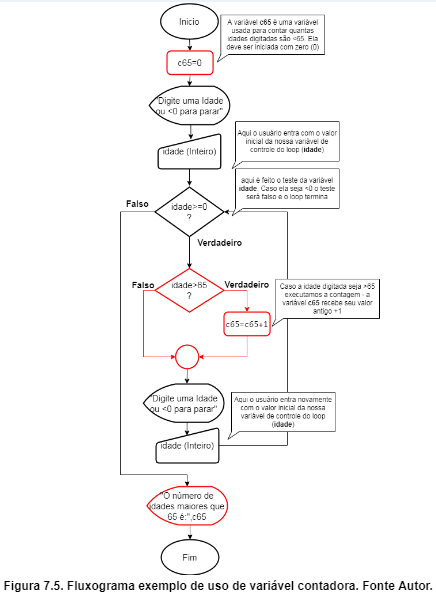 Início
A variável c65 é uma variável
usada para contar quantas
idades digitadas são <65. Ela
deve ser iniciada com zero (0)
c65=0
"Digite uma Idade
ou <0 para parar"
Aqui o usuário entra com o valor
inicial da nossa variável de
controle do loop (idade)
idade (Inteiro)
aqui é feito o teste da variável
idade. Caso ela seja <0 o teste
será falso e o loop termina
Falso
idade>=0
?
Verdadeiro
Falso
idade>65
?
Verdadeiro
Caso a idade digitada seja >65
executamos a contagem - a
variável c65 recebe seu valor
antigo +1
c65=c65+1
"Digite uma Idade
ou <0 para parar"
Aqui o usuário entra novamente
com o valor inicial da nossa
variável de controle do loop
(idade)
idade (Inteiro)
"O número de
idades maiores que
65 é:",c65
Fim
Figura 7.5. Fluxograma exemplo de uso de variável contadora. Fonte Autor.